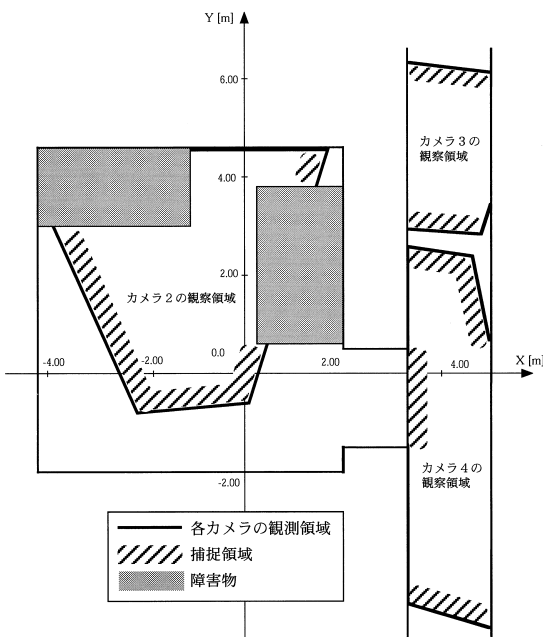 Y [m]
6.00
カメラ３の
観察領域
4.00
2.00
カメラ２の観察領域
0.0
-4.00
-2.00
2.00
4.00
X [m]
カメラ４の
観察領域
-2.00
各カメラの観測領域
捕捉領域
障害物